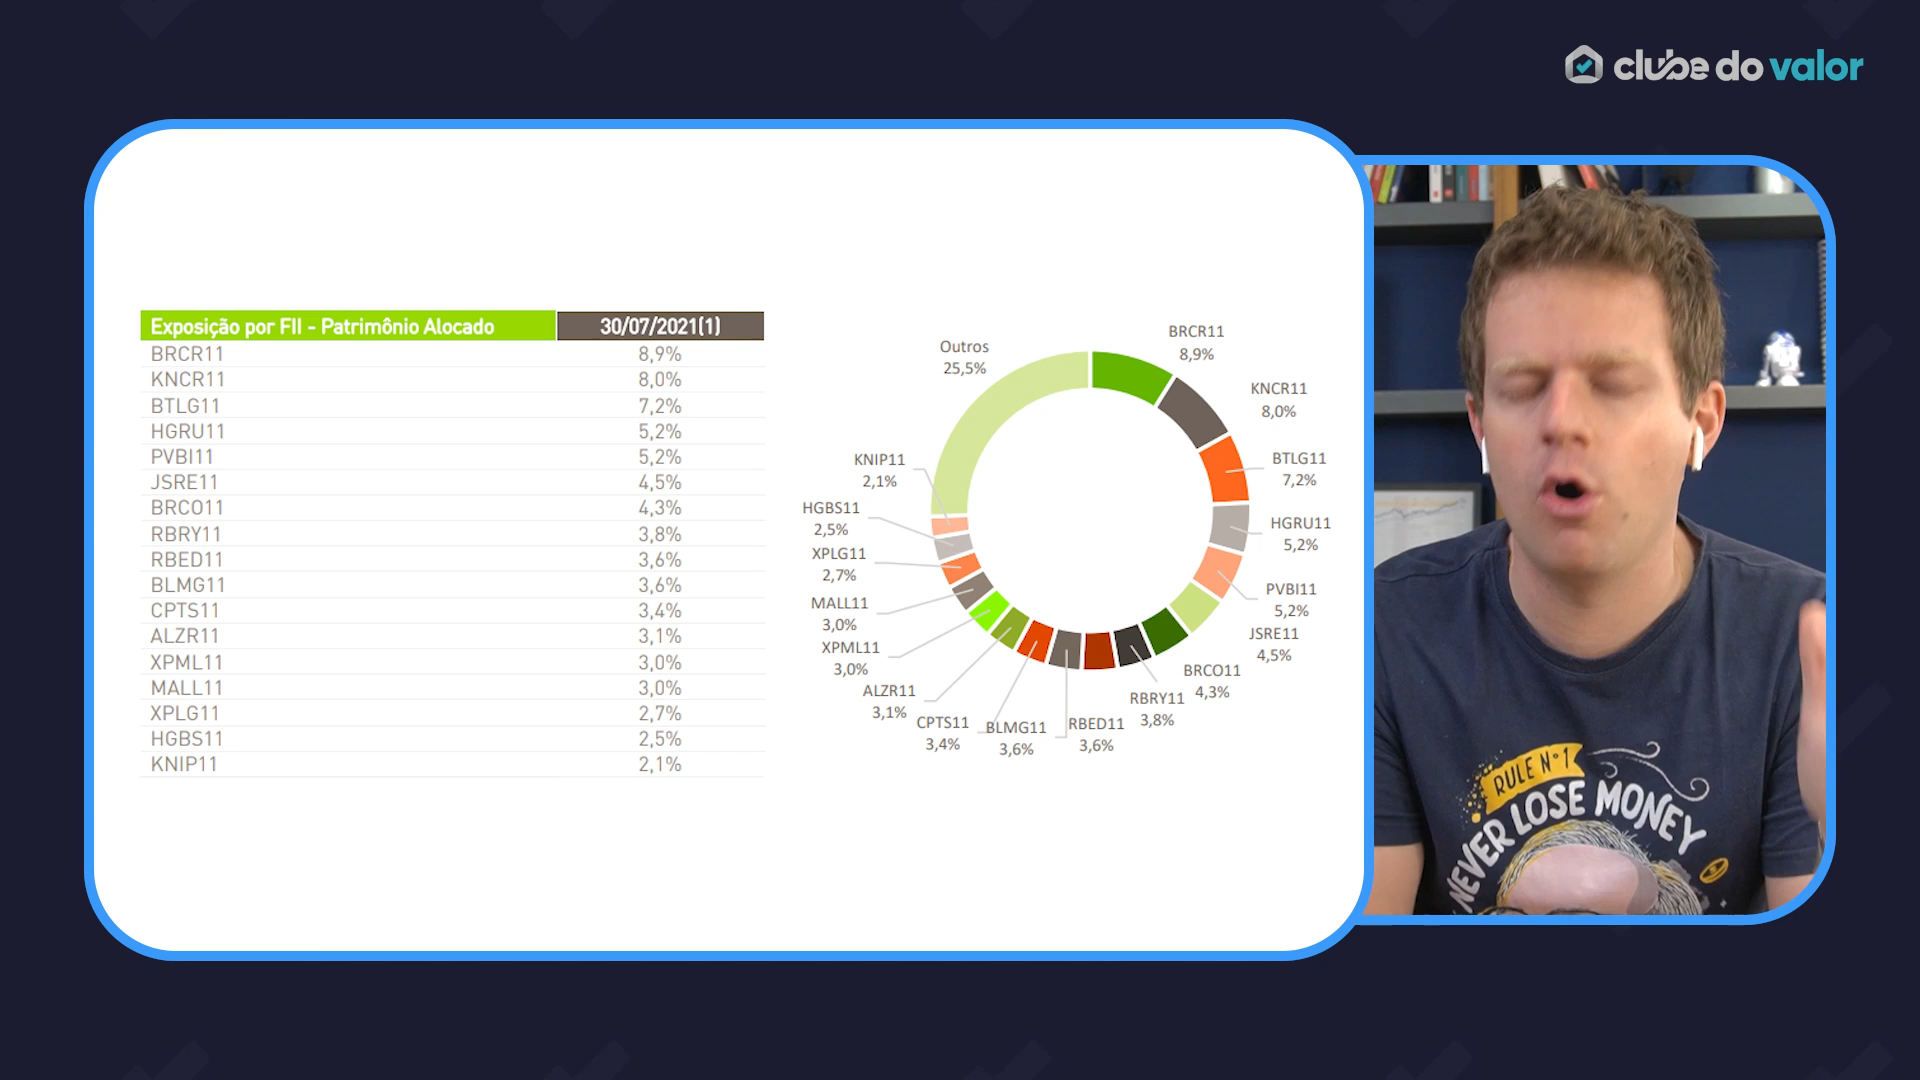 clube do valor
Exposição por FII - Patrimônio Alocado 30/07/2021(1)
BRCR11 8,9%
KNCR11 8,0%
BTLG11 7,2%
HGRU11 5,2%
PVBI11 5,2%
JSRE11 4,5%
BRCO11 4,3%
RBRY11 3,8%
RBED11 3,6%
BLMG11 3,6%
CPTS11 3,4%
ALZR11 3,1%
XPML11 3,0%
MALL11 3,0%
XPLG11 2,7%
HGBS11 2,5%
KNIP11 2,1%
BRCR11
8,9%
KNCR11
8,0%
BTLG11
7,2%
HGRU11
5,2%
PVBI11
5,2%
JSRE11
4,5%
BRCO11
4,3%
RBRY11
3,8%
RBED11
3,6%
BLMG11
3,6%
CPTS11
3,4%
ALZR11
3,1%
XPML11
3,0%
MALL11
3,0%
XPLG11
2,7%
HGBS11
2,5%
KNIP11
2,1%
Outros
25,5%
RULE Nº1
NEVER LOSE MONEY